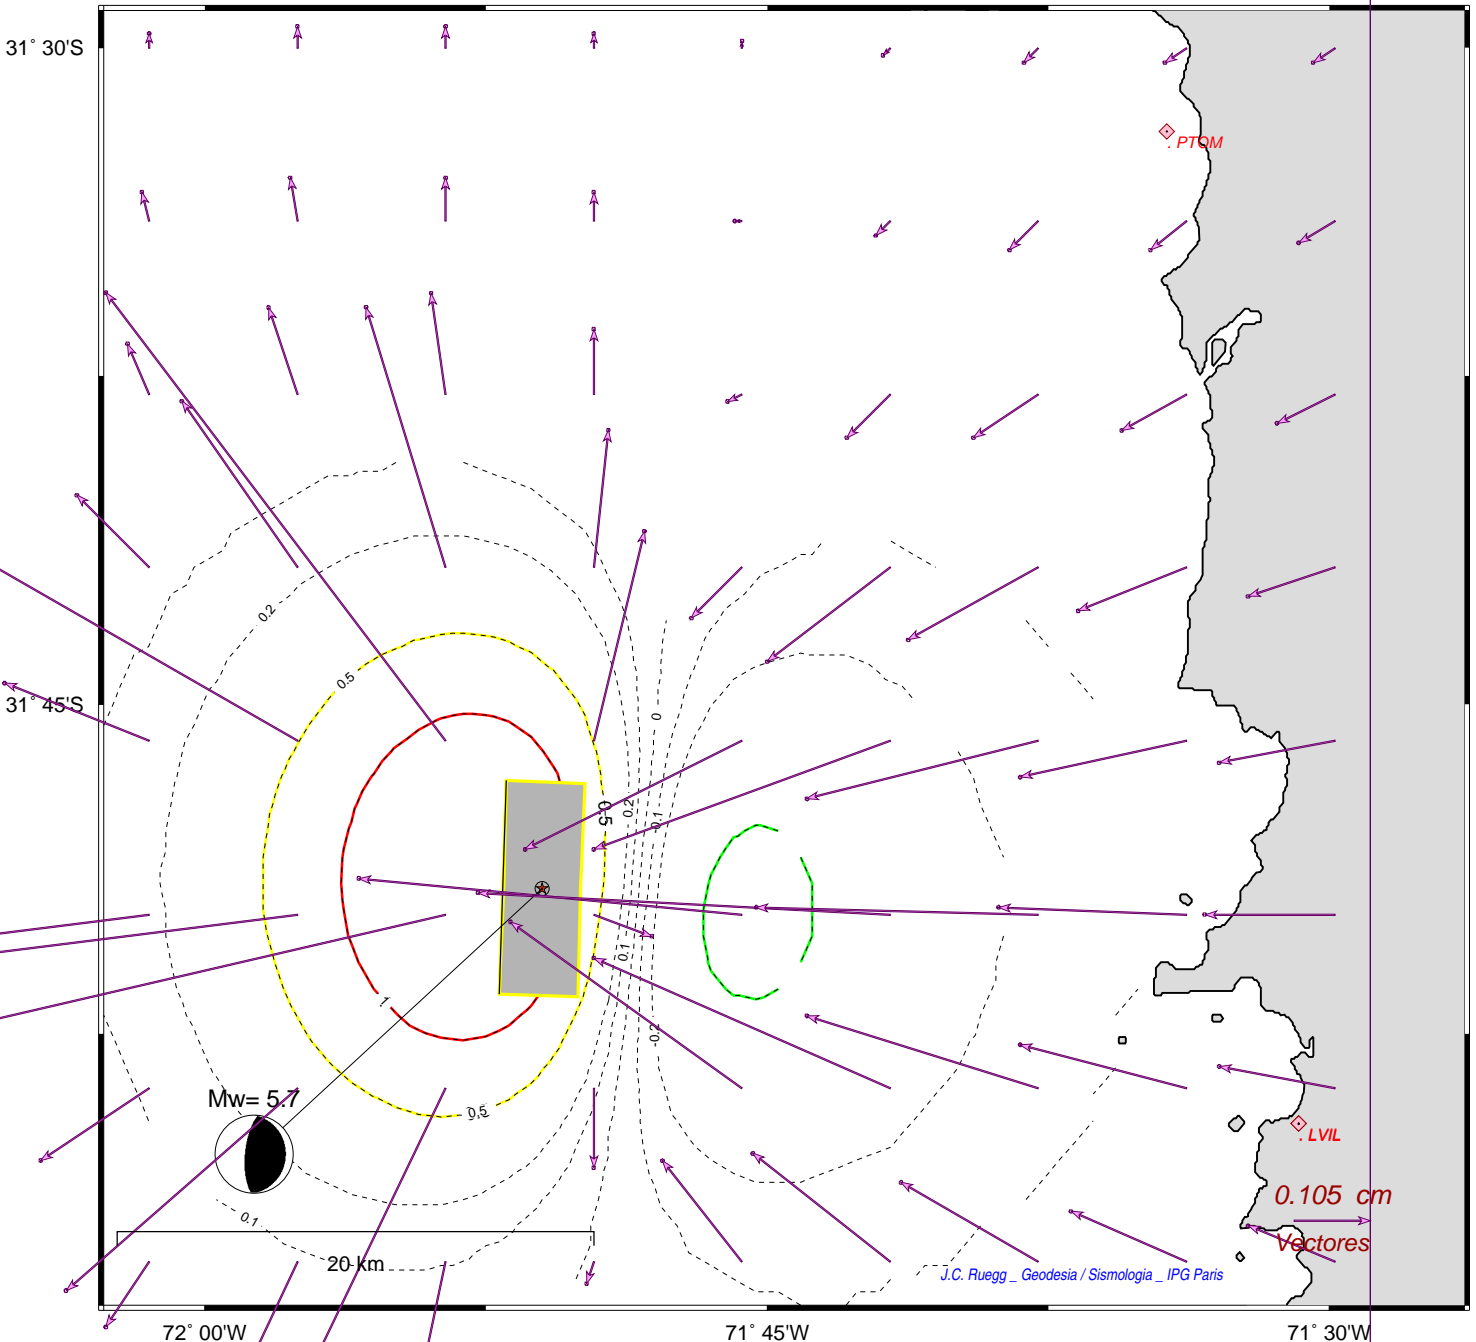 31° 30'S
. PTOM
0.2
0.5
31° 45'S
0
0.2
0.5
0.1
0.1
1
0.2
Mw= 5.7
0.5
. LVIL
0.105 cm
0.1
Vectores
20 km
J.C. Ruegg _ Geodesia / Sismologia _ IPG Paris
72° 00'W
71° 45'W
71° 30'W